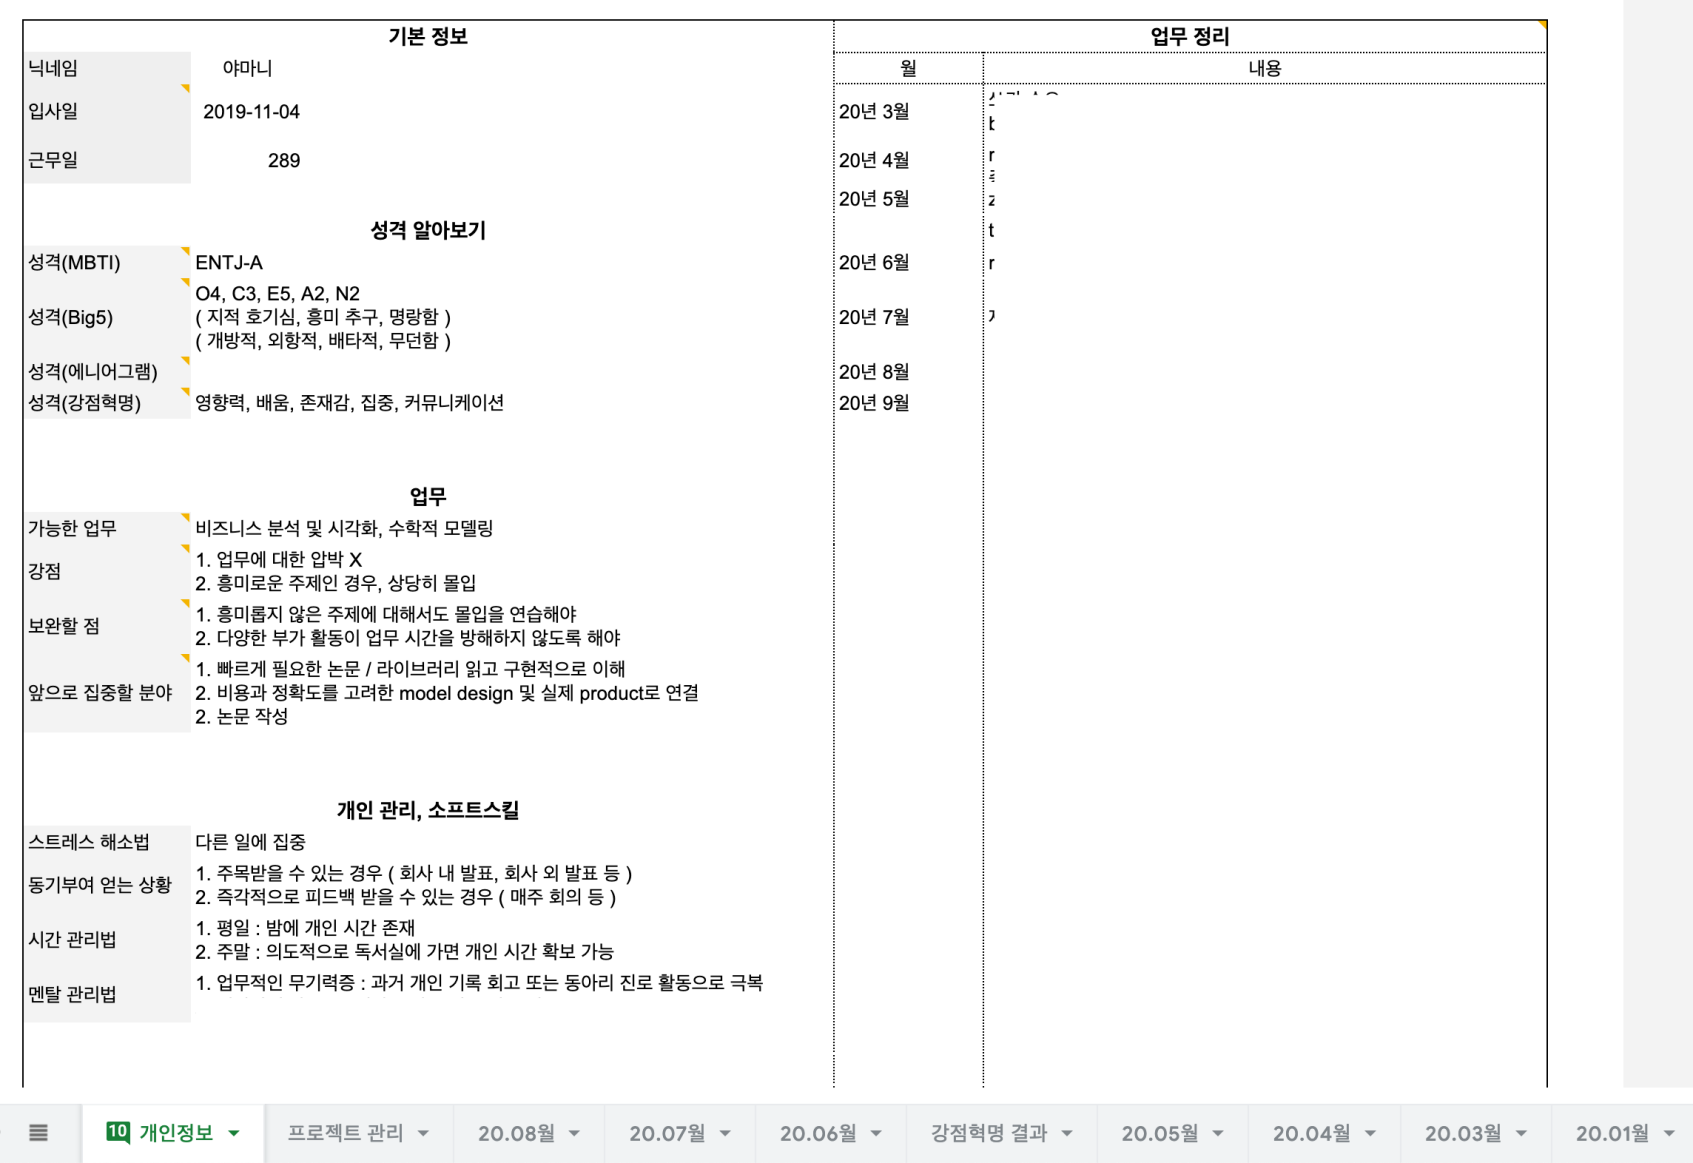 기본 정보
닉네임 야마니
입사일 2019-11-04
근무일 289
성격 알아보기
성격(MBTI) ENTJ-A
성격(Big5)
O4, C3, E5, A2, N2
( 지적 호기심, 흥미 추구, 명랑함 )
( 개방적, 외향적, 배타적, 무던함 )
성격(에니어그램)
성격(강점혁명) 영향력, 배움, 존재감, 집중, 커뮤니케이션
업무
가능한 업무 비즈니스 분석 및 시각화, 수학적 모델링
강점
1. 업무에 대한 압박 X
2. 흥미로운 주제인 경우, 상당히 몰입
보완할 점
1. 흥미롭지 않은 주제에 대해서도 몰입을 연습해야
2. 다양한 부가 활동이 업무 시간을 방해하지 않도록 해야
앞으로 집중할 분야
1. 빠르게 필요한 논문 / 라이브러리 읽고 구현적으로 이해
2. 비용과 정확도를 고려한 model design 및 실제 product로 연결
2. 논문 작성
개인 관리, 소프트스킬
스트레스 해소법 다른 일에 집중
동기부여 얻는 상황
1. 주목받을 수 있는 경우 ( 회사 내 발표, 회사 외 발표 등 )
2. 즉각적으로 피드백 받을 수 있는 경우 ( 매주 회의 등 )
시간 관리법
1. 평일 : 밤에 개인 시간 존재
2. 주말 : 의도적으로 독서실에 가면 개인 시간 확보 가능
멘탈 관리법
1. 업무적인 무기력증 : 과거 개인 기록 회고 또는 동아리 진로 활동으로 극복
업무 정리
월 내용
20년 3월
20년 4월
20년 5월
20년 6월
20년 7월
20년 8월
20년 9월
10 개인정보 프로젝트 관리 20.08월 20.07월 20.06월 강점혁명 결과 20.05월 20.04월 20.03월 20.01월